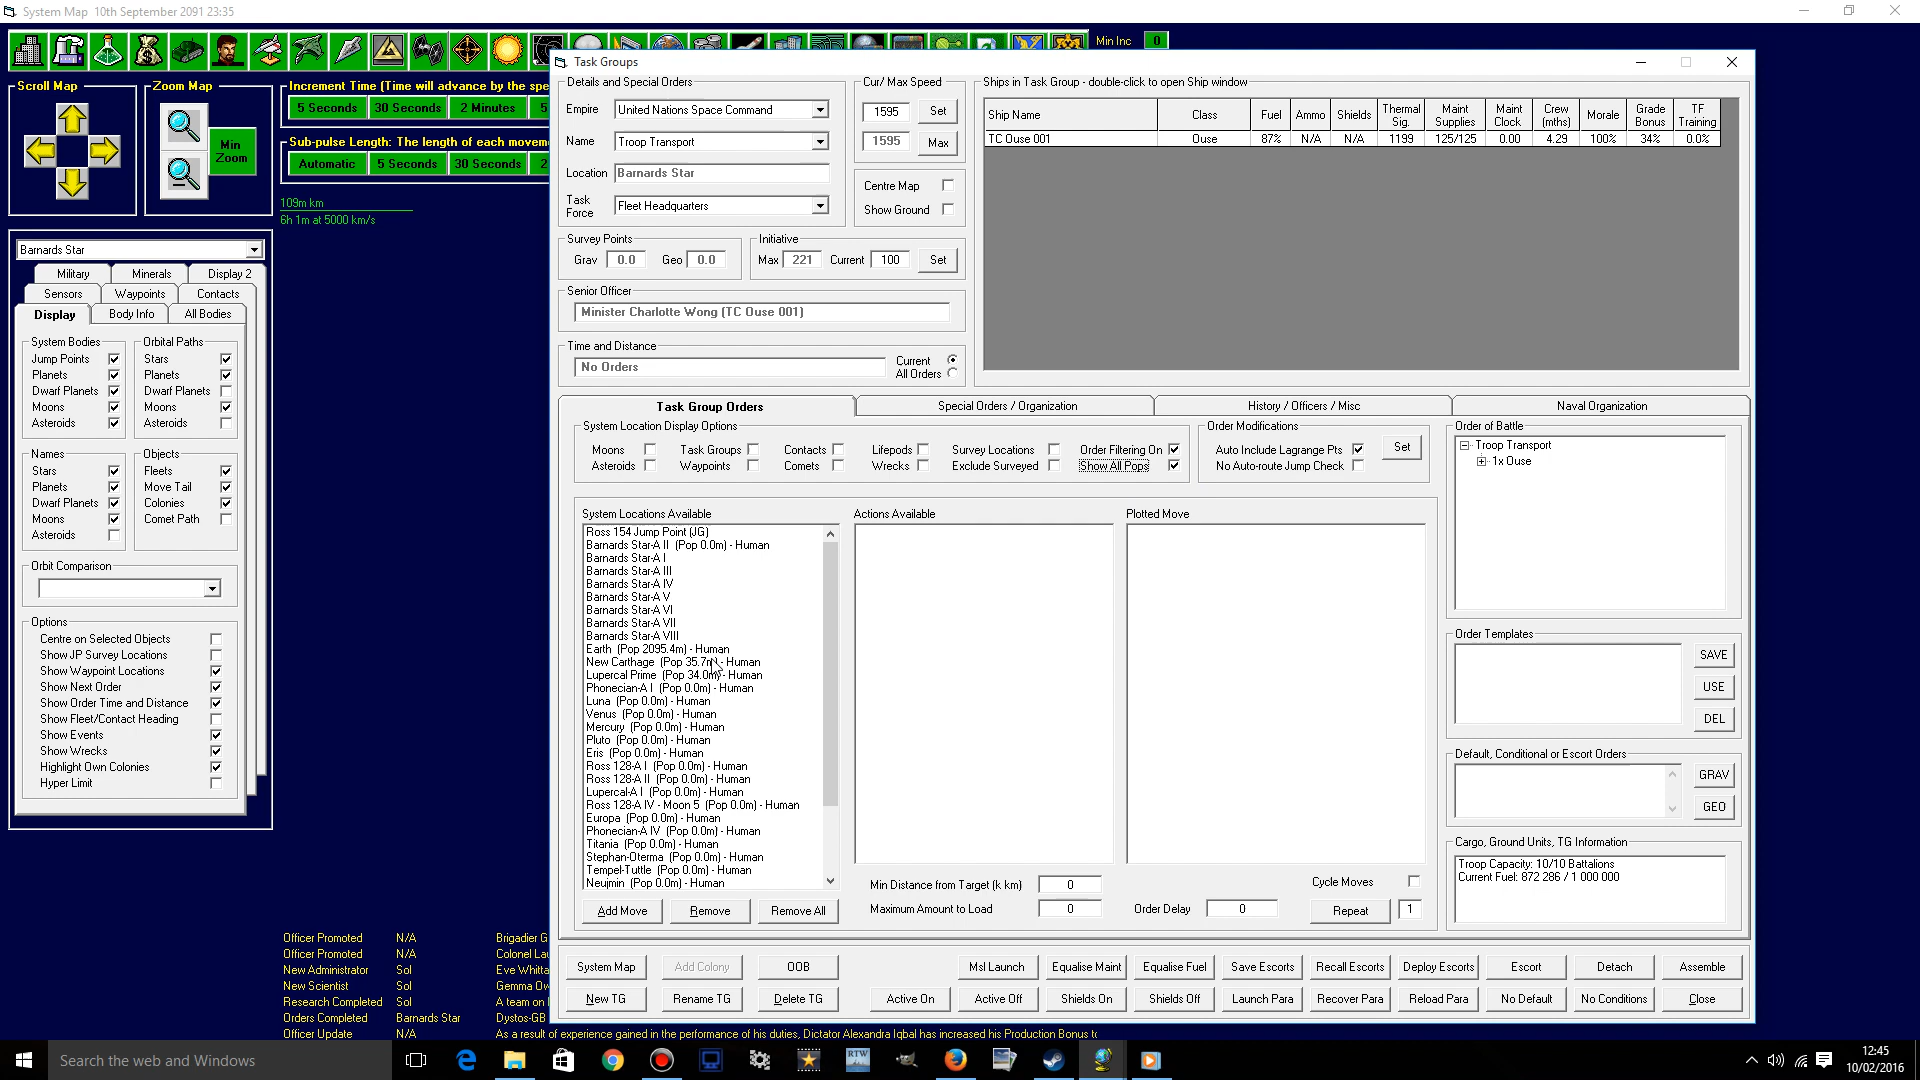 System Map   10th September 2091 23:35
Min Inc 0
Scroll Map
Zoom Map
Min Zoom
Increment Time (Time will advance by the spe
5 Seconds 30 Seconds 2 Minutes 5
Sub-pulse Length: The length of each movem
Automatic 5 Seconds 30 Seconds 2
109m km
6h 1m at 5000 km/s
Barnards Star
Military Minerals Display 2
Sensors Waypoints Contacts
Display Body Info All Bodies
System Bodies
Jump Points
Planets
Dwarf Planets
Moons
Asteroids
Orbital Paths
Stars
Planets
Dwarf Planets
Moons
Asteroids
Names
Stars
Planets
Dwarf Planets
Moons
Asteroids
Objects
Fleets
Move Tail
Colonies
Comet Path
Orbit Comparison
Options
Centre on Selected Objects
Show JP Survey Locations
Show Waypoint Locations
Show Next Order
Show Order Time and Distance
Show Fleet/Contact Heading
Show Events
Show Wrecks
Highlight Own Colonies
Hyper Limit
Officer Promoted N/A Brigadier G
Officer Promoted N/A Colonel Lau
New Administrator Sol Eve Whitta
New Scientist Sol Gemma Ow
Research Completed Sol A team on
Orders Completed Barnards Star Dystos-GB
Officer Update N/A As a result of experience gained in the performance of his duties, Dictator Alexandra Iqbal has increased his Production Bonus to
Task Groups
Details and Special Orders
Empire United Nations Space Command
Name Troop Transport
Location Barnards Star
Task Force Fleet Headquarters
Cur/ Max Speed
1595 Set
1595 Max
Centre Map
Show Ground
Survey Points
Grav 0.0 Geo 0.0
Initiative
Max 221 Current 100 Set
Senior Officer
Minister Charlotte Wong (TC Ouse 001)
Time and Distance
No Orders
Current
All Orders
Ships in Task Group - double-click to open Ship window
Ship Name Class Fuel Ammo Shields Thermal Sig. Maint Supplies Maint Clock Crew (mths) Morale Grade Bonus TF Training
TC Ouse 001 Ouse 87% N/A N/A 1199 125/125 0.00 4.29 100% 34% 0.0%
Task Group Orders Special Orders / Organization History / Officers / Misc Naval Organization
System Location Display Options
Moons Task Groups Contacts Lifepods Survey Locations Order Filtering On
Asteroids Waypoints Comets Wrecks Exclude Surveyed Show All Pops
Order Modifications
Auto Include Lagrange Pts
No Auto-route Jump Check
Set
System Locations Available
Ross 154 Jump Point (JG)
Barnards Star-A II (Pop 0.0m) - Human
Barnards Star-A I
Barnards Star-A III
Barnards Star-A IV
Barnards Star-A V
Barnards Star-A VI
Barnards Star-A VII
Barnards Star-A VIII
Earth (Pop 2095.4m) - Human
New Carthage (Pop 35.7m) - Human
Lupercal Prime (Pop 34.0m) - Human
Phonecian-A I (Pop 0.0m) - Human
Luna (Pop 0.0m) - Human
Venus (Pop 0.0m) - Human
Mercury (Pop 0.0m) - Human
Pluto (Pop 0.0m) - Human
Eris (Pop 0.0m) - Human
Ross 128-A I (Pop 0.0m) - Human
Ross 128-A II (Pop 0.0m) - Human
Lupercal-A I (Pop 0.0m) - Human
Ross 128-A IV - Moon 5 (Pop 0.0m) - Human
Europa (Pop 0.0m) - Human
Phonecian-A IV (Pop 0.0m) - Human
Titania (Pop 0.0m) - Human
Stephan-Oterma (Pop 0.0m) - Human
Tempel-Tuttle (Pop 0.0m) - Human
Neujmin (Pop 0.0m) - Human
Add Move Remove Remove All
Actions Available
Plotted Move
Min Distance from Target (k km) 0
Maximum Amount to Load 0
Order Delay 0
Cycle Moves
Repeat 1
Order of Battle
Troop Transport
1x Ouse
Order Templates
SAVE
USE
DEL
Default, Conditional or Escort Orders
GRAV
GEO
Cargo, Ground Units, TG Information
Troop Capacity: 10/10 Battalions
Current Fuel: 872 286 / 1 000 000
System Map Add Colony OOB Msl Launch Equalise Maint Equalise Fuel Save Escorts Recall Escorts Deploy Escorts Escort Detach Assemble
New TG Rename TG Delete TG Active On Active Off Shields On Shields Off Launch Para Recover Para Reload Para No Default No Conditions Close
Search the web and Windows
RTW
12:45
10/02/2016